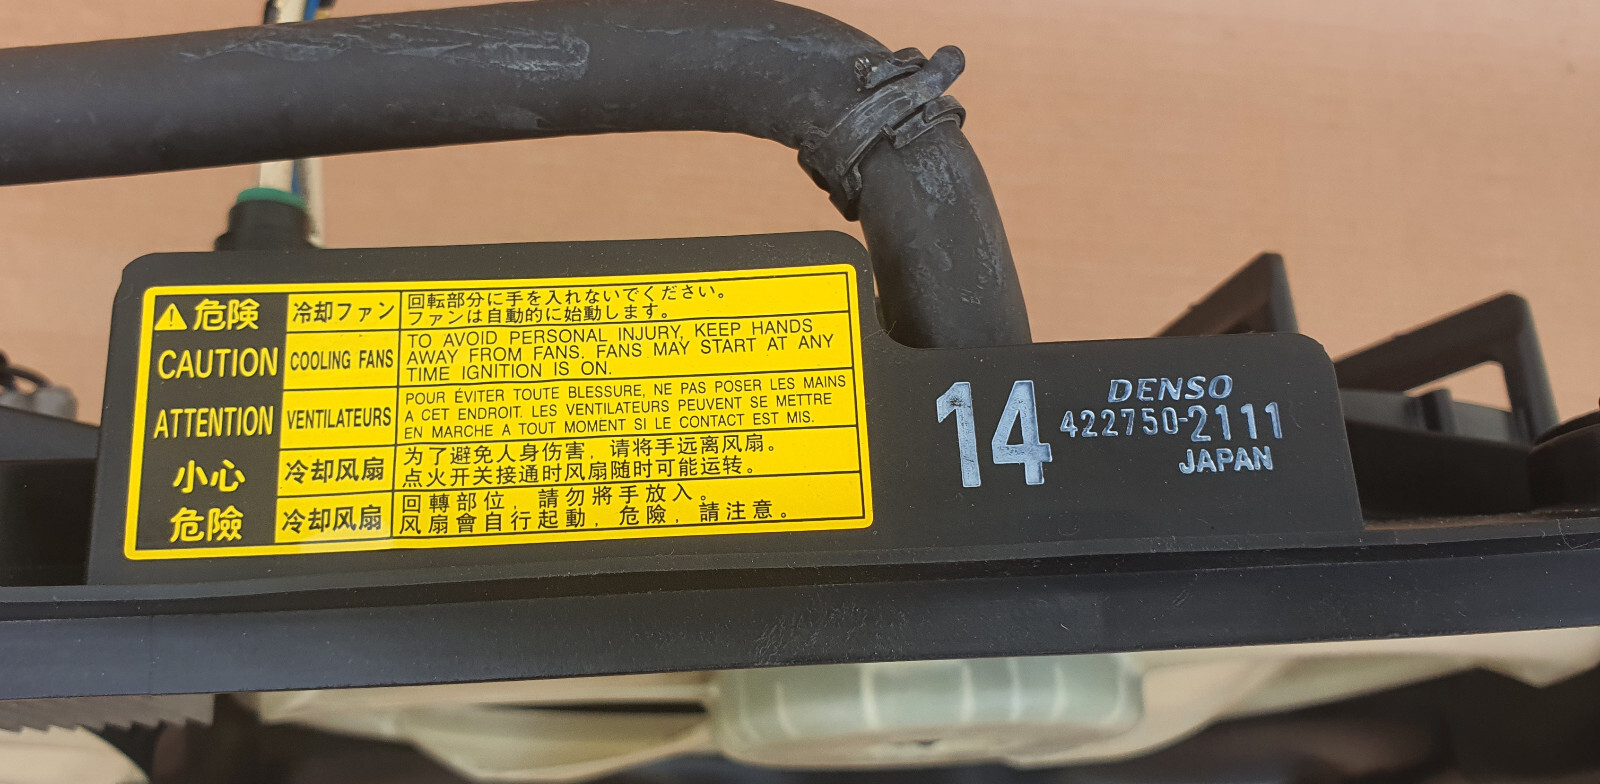 危険
冷却ファン
回転部分に手を入れないでください。
ファンは自動的に始動します。
CAUTION
COOLING FANS
TO AVOID PERSONAL INJURY, KEEP HANDS
AWAY FROM FANS. FANS MAY START AT ANY
TIME IGNITION IS ON.
ATTENTION
VENTILATEURS
POUR ÉVITER TOUTE BLESSURE, NE PAS POSER LES MAINS
A CET ENDROIT. LES VENTILATEURS PEUVENT SE METTRE
EN MARCHE A TOUT MOMENT SI LE CONTACT EST MIS.
小心
冷却风扇
为了避免人身伤害，请将手远离风扇。
点火开关接通时风扇随时可能运转。
危險
冷却风扇
回轉部位，請勿將手放入。
风扇會自行起動，危險，請注意。
14
DENSO
422750-2111
JAPAN